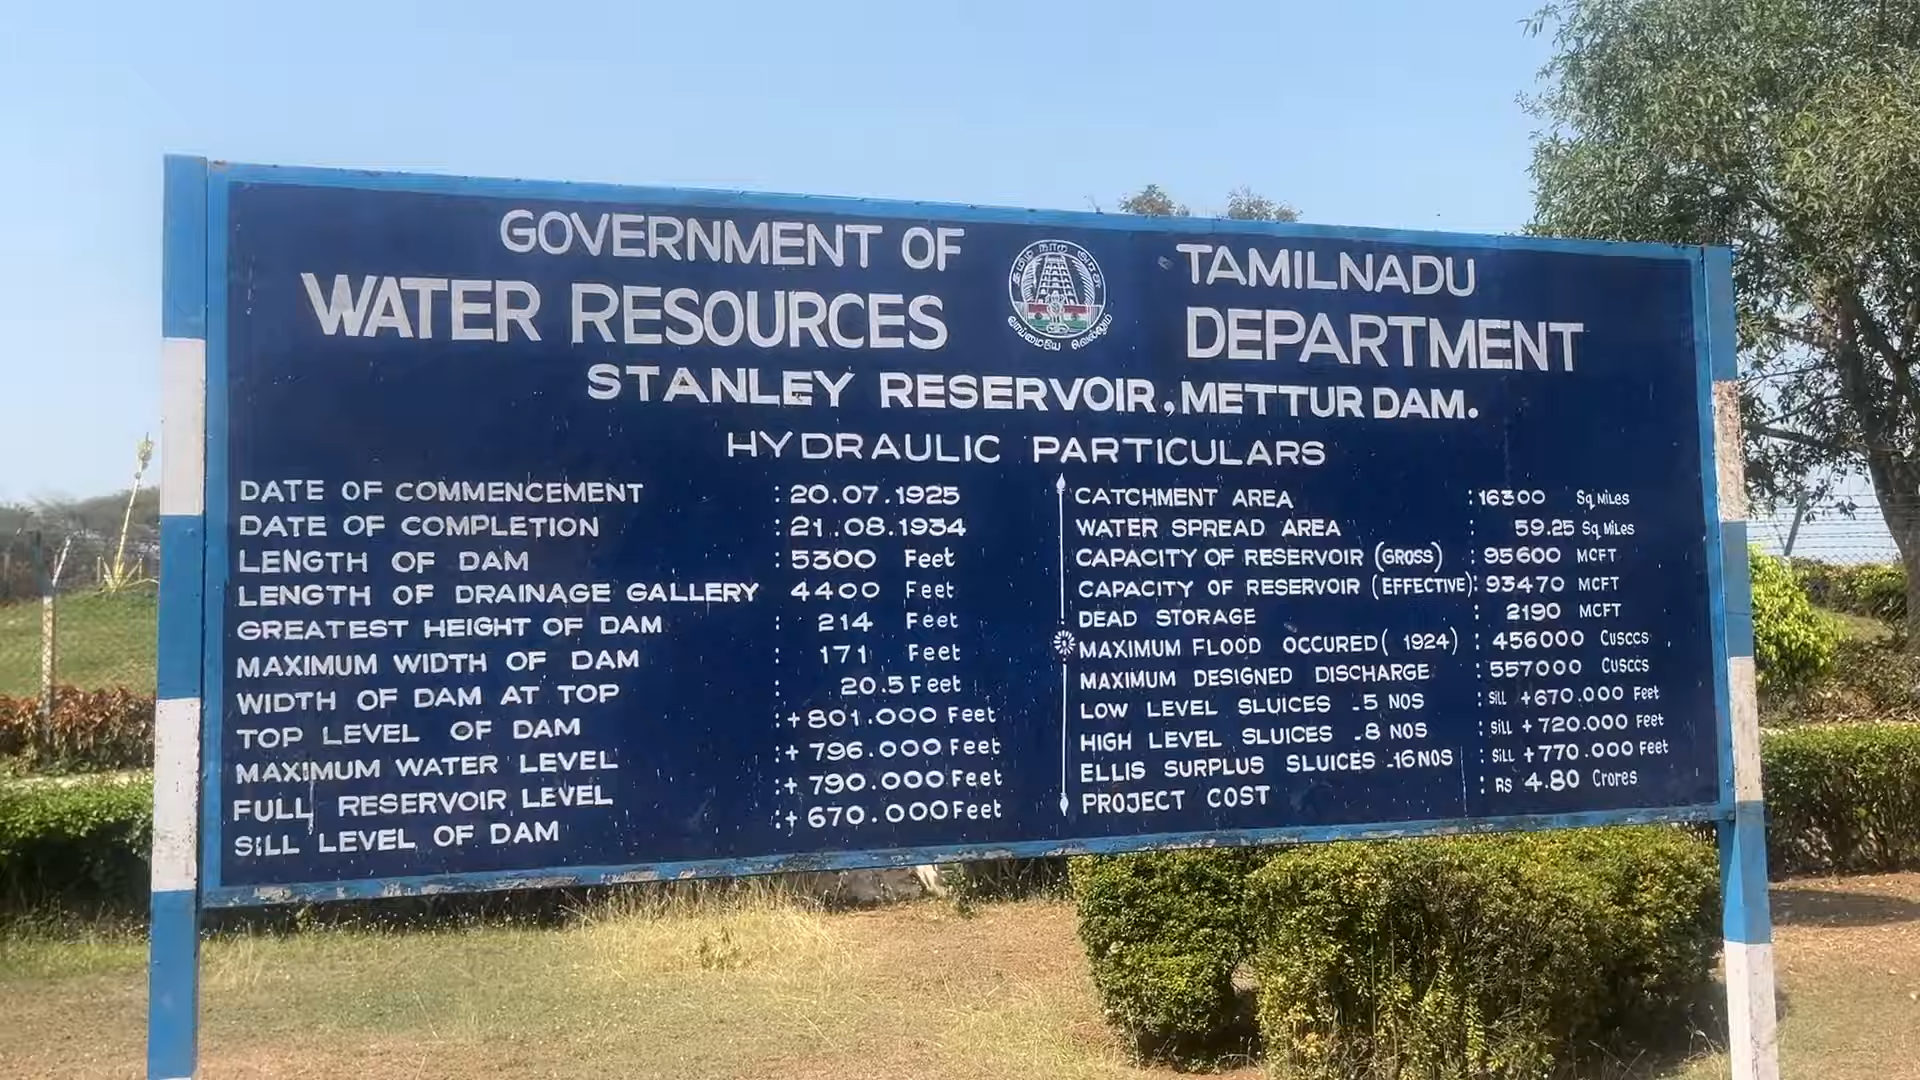 GOVERNMENT OF TAMILNADU
WATER RESOURCES DEPARTMENT
தமிழ் நாடு அரசு
வாய்மையே வெல்லும்
STANLEY RESERVOIR, METTUR DAM.
HYDRAULIC PARTICULARS
DATE OF COMMENCEMENT : 20.07.1925
DATE OF COMPLETION : 21.08.1934
LENGTH OF DAM : 5300 Feet
LENGTH OF DRAINAGE GALLERY 4400 Feet
GREATEST HEIGHT OF DAM : 214 Feet
MAXIMUM WIDTH OF DAM : 171 Feet
WIDTH OF DAM AT TOP : 20.5 Feet
TOP LEVEL OF DAM :+801.000 Feet
MAXIMUM WATER LEVEL :+796.000 Feet
FULL RESERVOIR LEVEL :+790.000 Feet
SILL LEVEL OF DAM :+670.000 Feet
CATCHMENT AREA :16300 Sq Miles
WATER SPREAD AREA : 59.25 Sq Miles
CAPACITY OF RESERVOIR (GROSS) : 95600 MCFT
CAPACITY OF RESERVOIR (EFFECTIVE): 93470 MCFT
DEAD STORAGE : 2190 MCFT
MAXIMUM FLOOD OCCURED (1924) : 456000 Cusccs
MAXIMUM DESIGNED DISCHARGE : 557000 Cusccs
LOW LEVEL SLUICES -5 NOS : Sill +670.000 Feet
HIGH LEVEL SLUICES -8 NOS : Sill +720.000 Feet
ELLIS SURPLUS SLUICES -16NOS : Sill +770.000 Feet
PROJECT COST : RS 4.80 Crores